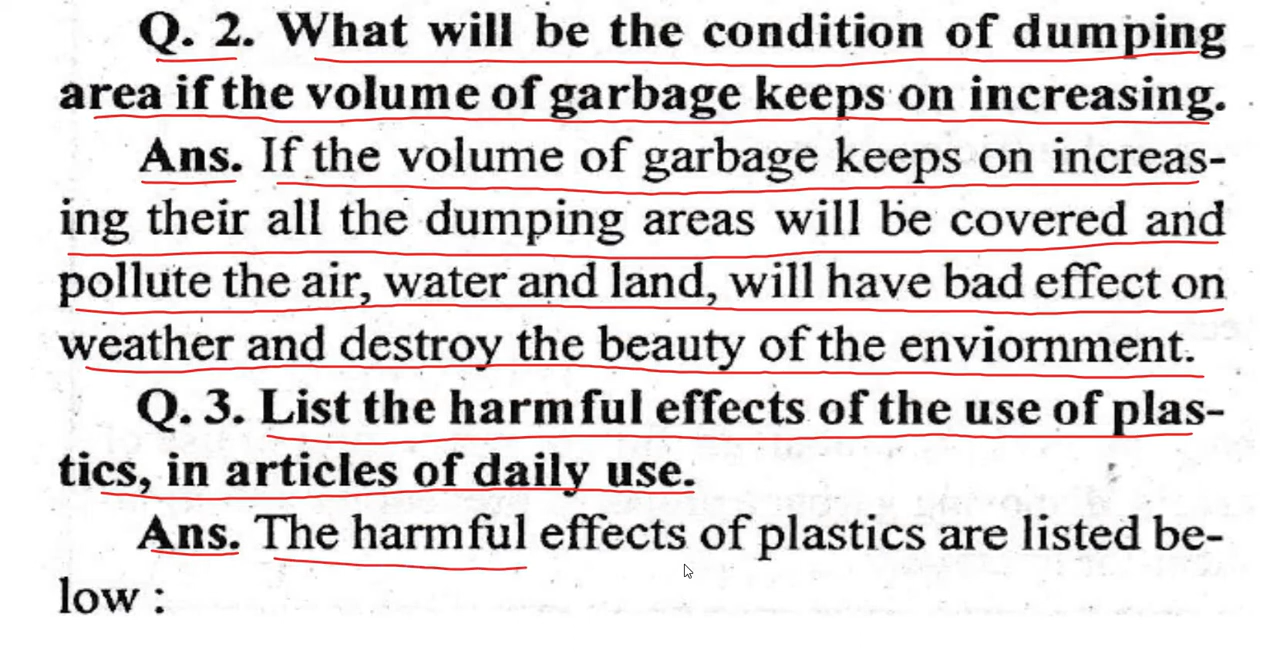 Q. 2. What will be the condition of dumping
area if the volume of garbage keeps on increasing.
Ans. If the volume of garbage keeps on increas-
ing their all the dumping areas will be covered and
pollute the air, water and land, will have bad effect on
weather and destroy the beauty of the enviornment.
Q. 3. List the harmful effects of the use of plas-
tics, in articles of daily use.
Ans. The harmful effects of plastics are listed be-
low :